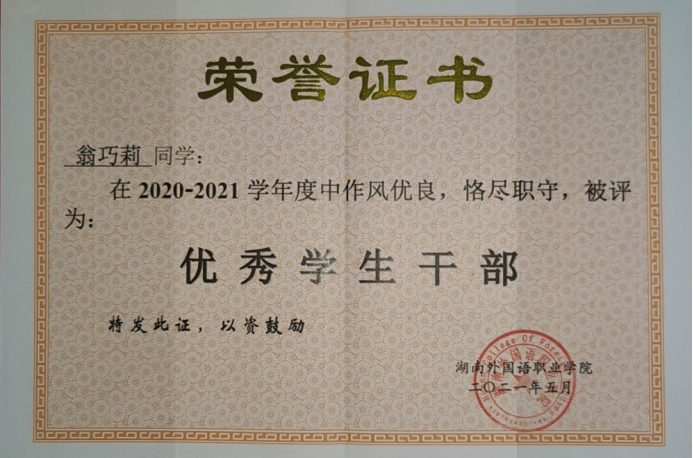 荣誉证书
翁巧莉 同学：
在 2020-2021 学年度中作风优良，恪尽职守，被评
为：
优秀学生干部
特发此证，以资鼓励
湖南外国语职业学院
二〇二一年五月